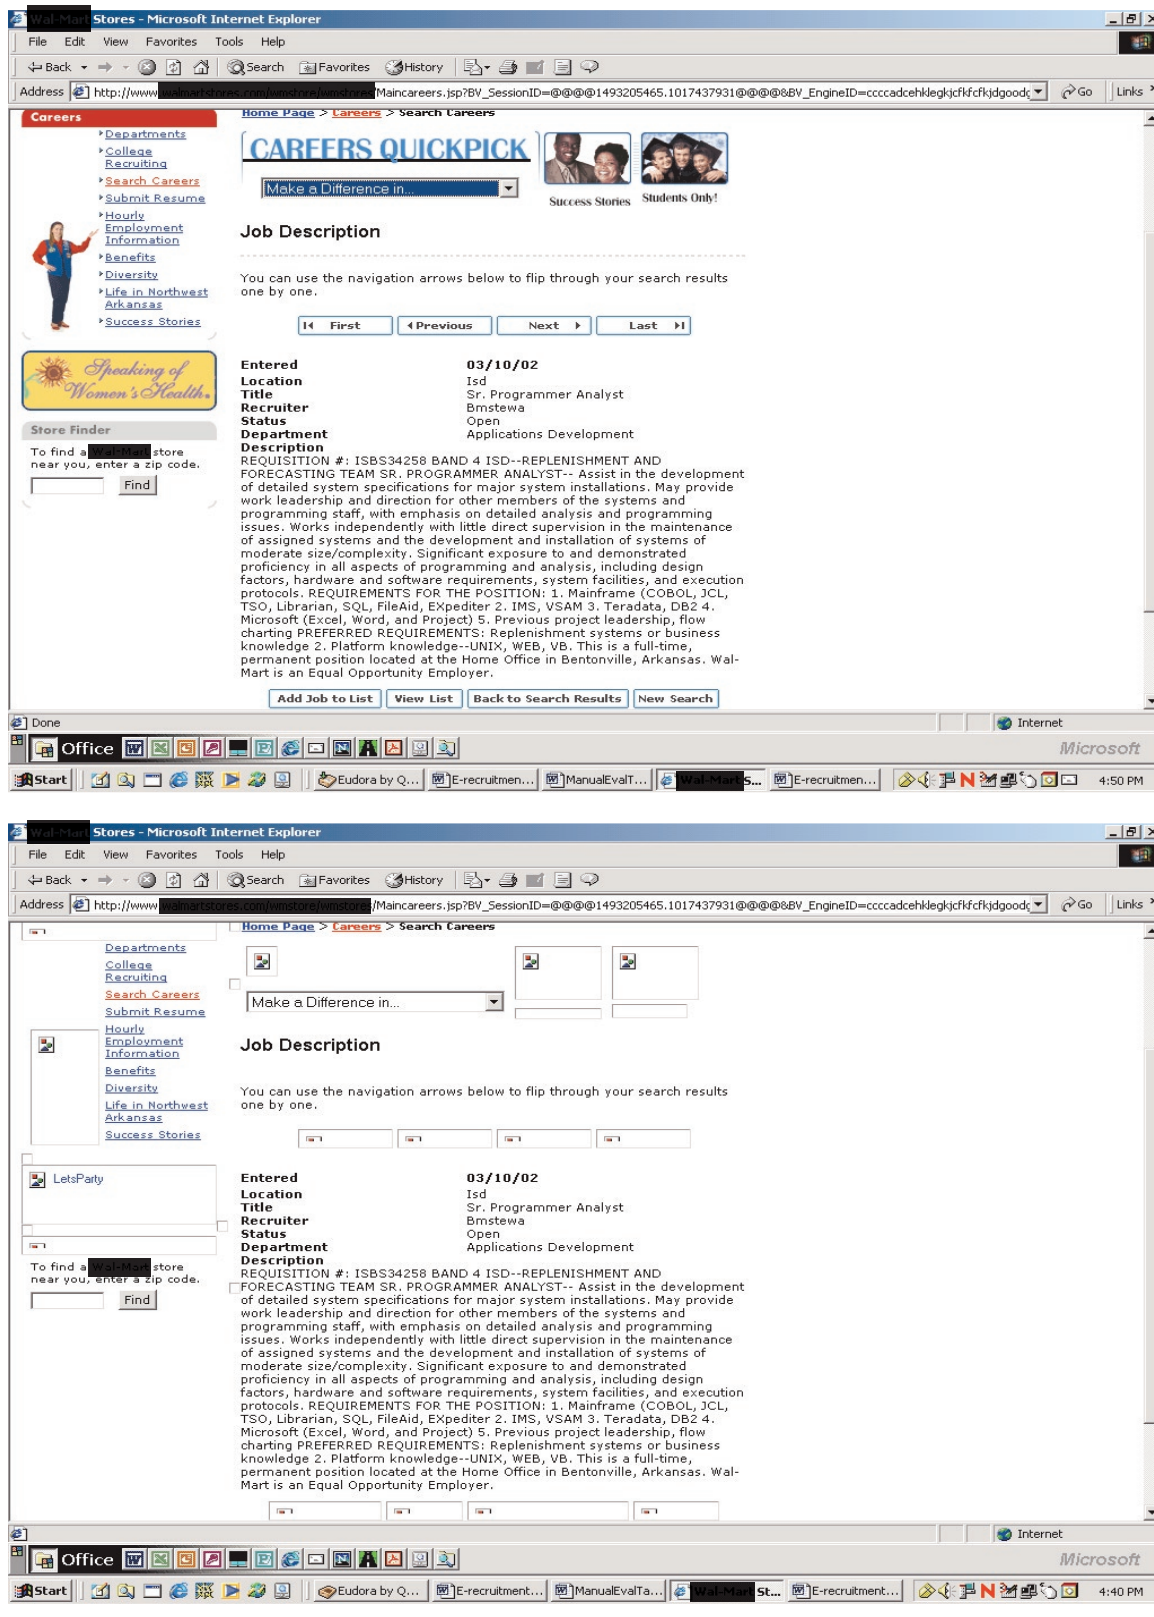 Wal-Mart Stores - Microsoft Internet Explorer
File Edit View Favorites Tools Help
Back Search Favorites History
Address http://www.walmartstores.com/wmstore/wmstores/Maincareers.jsp?BV_SessionID=@@@@1493205465.1017437931@@@@&BV_EngineID=ccccadcehklegkjcfkfcfkjdgoodg Go Links
Careers
Departments
College
Recruiting
Search Careers
Submit Resume
Hourly
Employment
Information
Benefits
Diversity
Life in Northwest
Arkansas
Success Stories
Speaking of
Women's Health.
Store Finder
To find a Wal-Mart store
near you, enter a zip code.
Find
Home Page > Careers > Search Careers
CAREERS QUICKPICK
Make a Difference in...
Success Stories Students Only!
Job Description
You can use the navigation arrows below to flip through your search results
one by one.
First Previous Next Last
Entered 03/10/02
Location Isd
Title Sr. Programmer Analyst
Recruiter Bmstewa
Status Open
Department Applications Development
Description
REQUISITION #: ISBS34258 BAND 4 ISD--REPLENISHMENT AND
FORECASTING TEAM SR. PROGRAMMER ANALYST-- Assist in the development
of detailed system specifications for major system installations. May provide
work leadership and direction for other members of the systems and
programming staff, with emphasis on detailed analysis and programming
issues. Works independently with little direct supervision in the maintenance
of assigned systems and the development and installation of systems of
moderate size/complexity. Significant exposure to and demonstrated
proficiency in all aspects of programming and analysis, including design
factors, hardware and software requirements, system facilities, and execution
protocols. REQUIREMENTS FOR THE POSITION: 1. Mainframe (COBOL, JCL,
TSO, Librarian, SQL, FileAid, EXpediter 2. IMS, VSAM 3. Teradata, DB2 4.
Microsoft (Excel, Word, and Project) 5. Previous project leadership, flow
charting PREFERRED REQUIREMENTS: Replenishment systems or business
knowledge 2. Platform knowledge--UNIX, WEB, VB. This is a full-time,
permanent position located at the Home Office in Bentonville, Arkansas. Wal-
Mart is an Equal Opportunity Employer.
Add Job to List View List Back to Search Results New Search
Done Internet
Office Microsoft
Start Eudora by Q... E-recruitmen... ManualEvalT... Wal-Mart S... E-recruitmen... 4:50 PM
Wal-Mart Stores - Microsoft Internet Explorer
File Edit View Favorites Tools Help
Back Search Favorites History
Address http://www.walmartstores.com/wmstore/wmstores/Maincareers.jsp?BV_SessionID=@@@@1493205465.1017437931@@@@&BV_EngineID=ccccadcehklegkjcfkfcfkjdgoodg Go Links
Departments
College
Recruiting
Search Careers
Submit Resume
Hourly
Employment
Information
Benefits
Diversity
Life in Northwest
Arkansas
Success Stories
LetsParty
To find a Wal-Mart store
near you, enter a zip code.
Find
Home Page > Careers > Search Careers
Make a Difference in...
Job Description
You can use the navigation arrows below to flip through your search results
one by one.
Entered 03/10/02
Location Isd
Title Sr. Programmer Analyst
Recruiter Bmstewa
Status Open
Department Applications Development
Description
REQUISITION #: ISBS34258 BAND 4 ISD--REPLENISHMENT AND
FORECASTING TEAM SR. PROGRAMMER ANALYST-- Assist in the development
of detailed system specifications for major system installations. May provide
work leadership and direction for other members of the systems and
programming staff, with emphasis on detailed analysis and programming
issues. Works independently with little direct supervision in the maintenance
of assigned systems and the development and installation of systems of
moderate size/complexity. Significant exposure to and demonstrated
proficiency in all aspects of programming and analysis, including design
factors, hardware and software requirements, system facilities, and execution
protocols. REQUIREMENTS FOR THE POSITION: 1. Mainframe (COBOL, JCL,
TSO, Librarian, SQL, FileAid, EXpediter 2. IMS, VSAM 3. Teradata, DB2 4.
Microsoft (Excel, Word, and Project) 5. Previous project leadership, flow
charting PREFERRED REQUIREMENTS: Replenishment systems or business
knowledge 2. Platform knowledge--UNIX, WEB, VB. This is a full-time,
permanent position located at the Home Office in Bentonville, Arkansas. Wal-
Mart is an Equal Opportunity Employer.
Internet
Office Microsoft
Start Eudora by Q... E-recruitment... ManualEvalTa... Wal-Mart St... E-recruitment... 4:40 PM